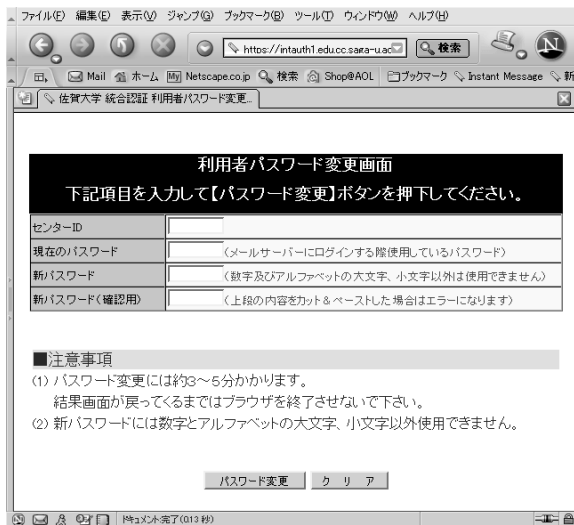 ファイル(F) 編集(E) 表示(V) ジャンプ(G) ブックマーク(B) ツール(T) ウィンドウ(W) ヘルプ(H)
https://intauth1.edu.cc.saga-u.ac 検索
Mail ホーム Netscape.co.jp 検索 Shop@AOL ブックマーク Instant Message 新
佐賀大学 統合認証 利用者パスワード変更...
利用者パスワード変更画面
下記項目を入力して【パスワード変更】ボタンを押下してください。
センターID
現在のパスワード (メールサーバーにログインする際使用しているパスワード)
新パスワード (数字及びアルファベットの大文字、小文字以外は使用できません)
新パスワード(確認用) (上段の内容をカット&ペーストした場合はエラーになります)
■注意事項
(1) パスワード変更には約3~5分かかります。
結果画面が戻ってくるまではブラウザを終了させないで下さい。
(2) 新パスワードには数字とアルファベットの大文字、小文字以外使用できません。
パスワード変更 クリア
ドキュメント:完了(0.13 秒)